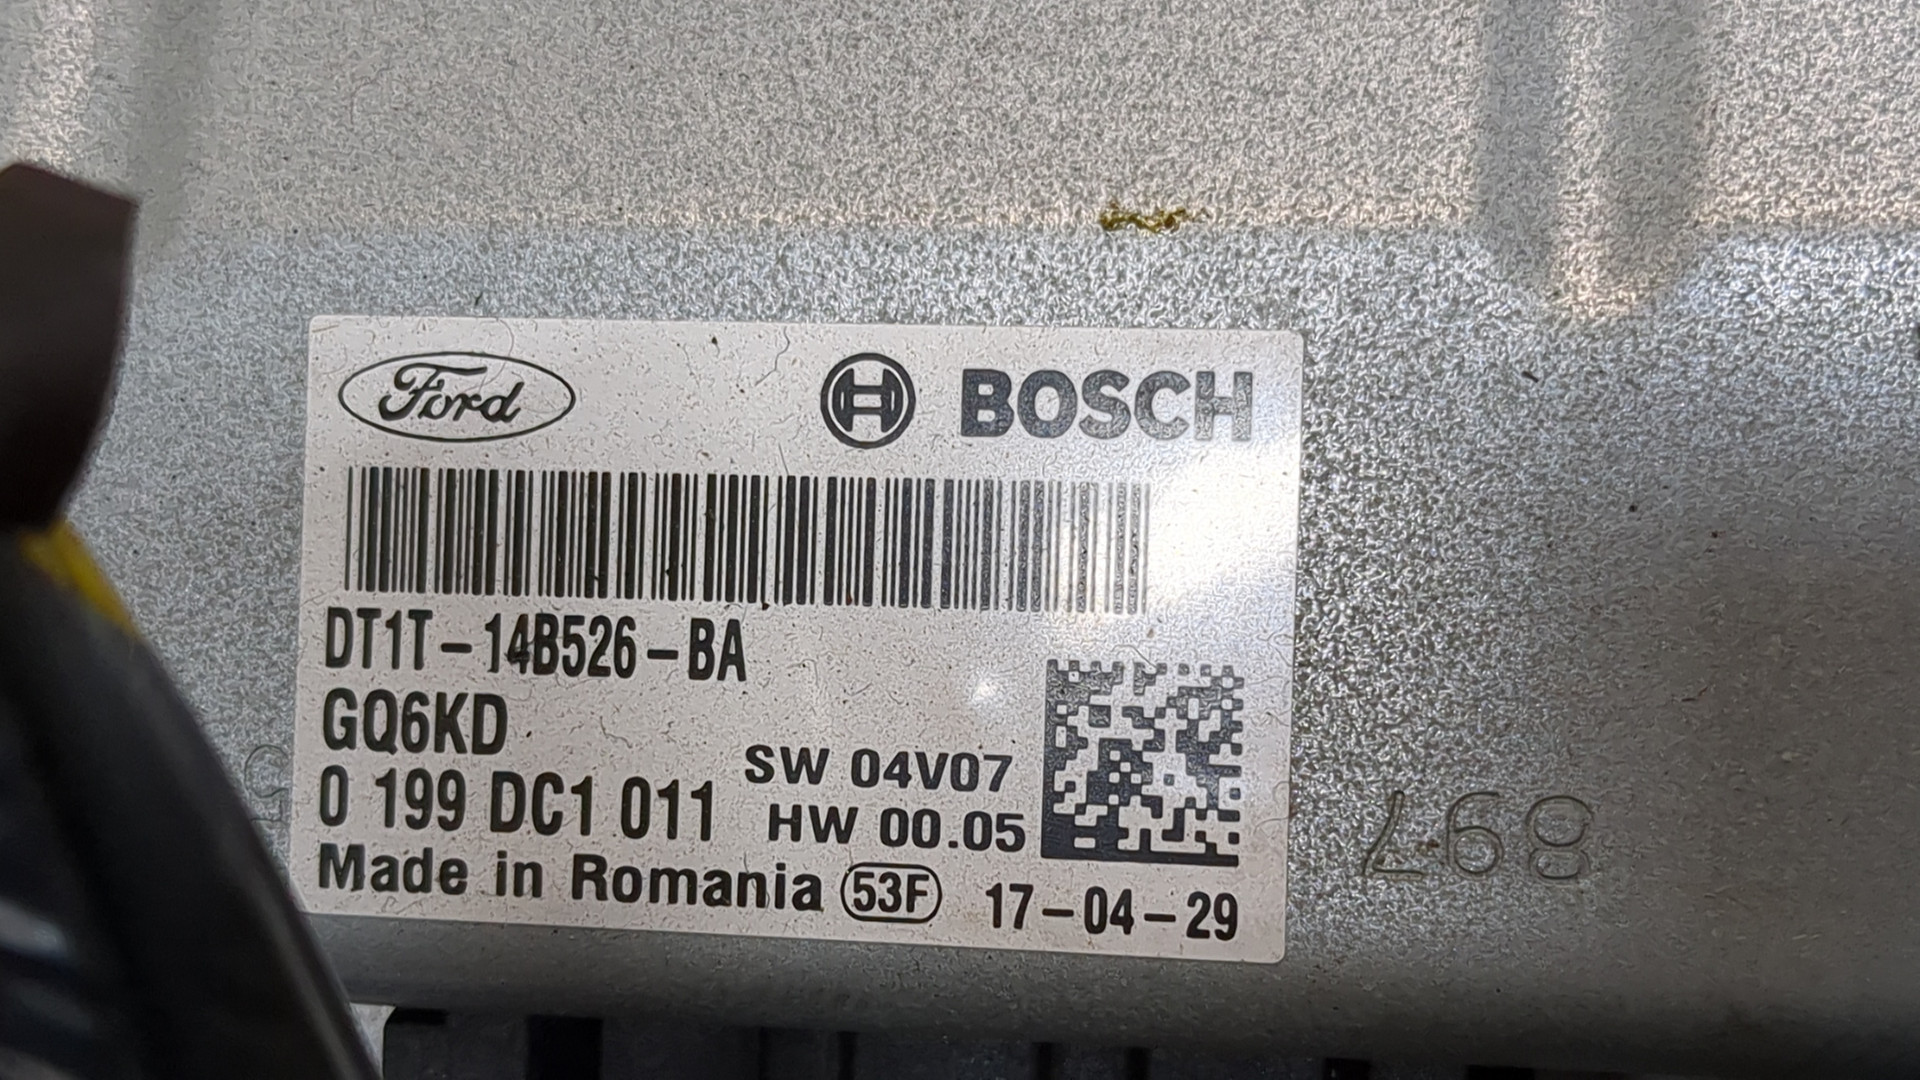 Ford BOSCH
DT1T-14B526-BA
GQ6KD
SW 04V07
0 199 DC1 011
HW 00.05
Made in Romania 53F 17-04-29
897